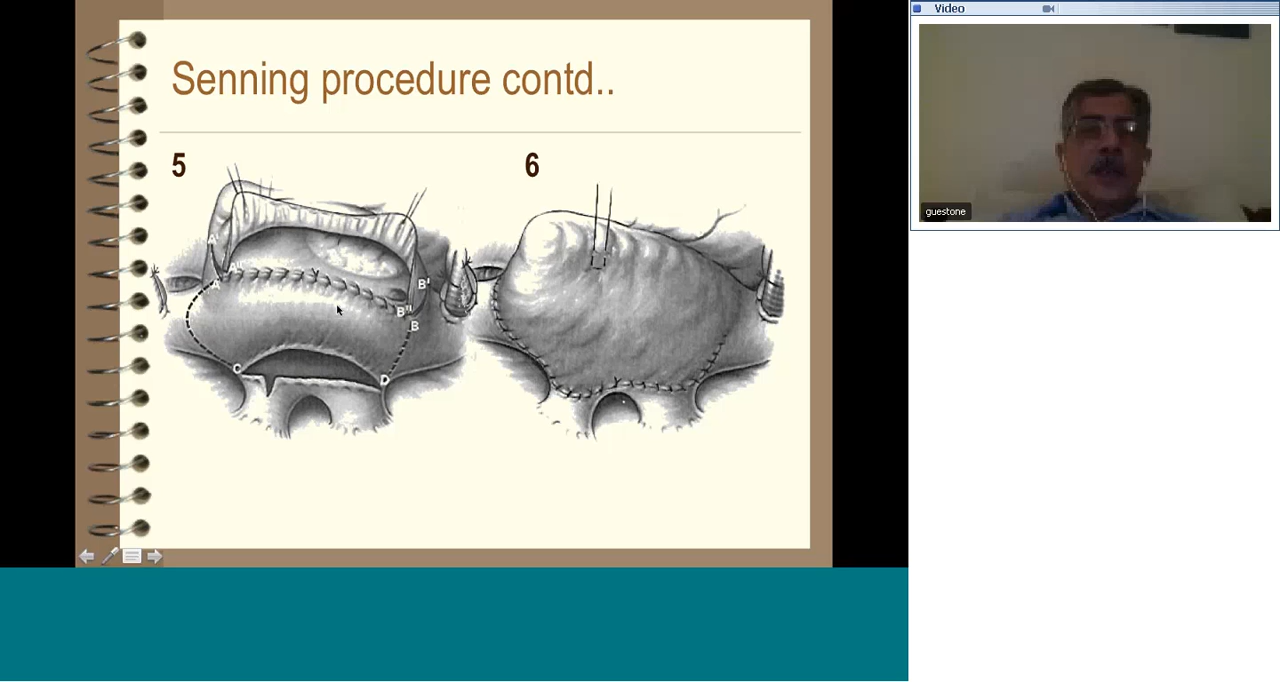 Senning procedure contd..
5
6
A'
A"
A
B'
B"
B
C
D
Video
guestone